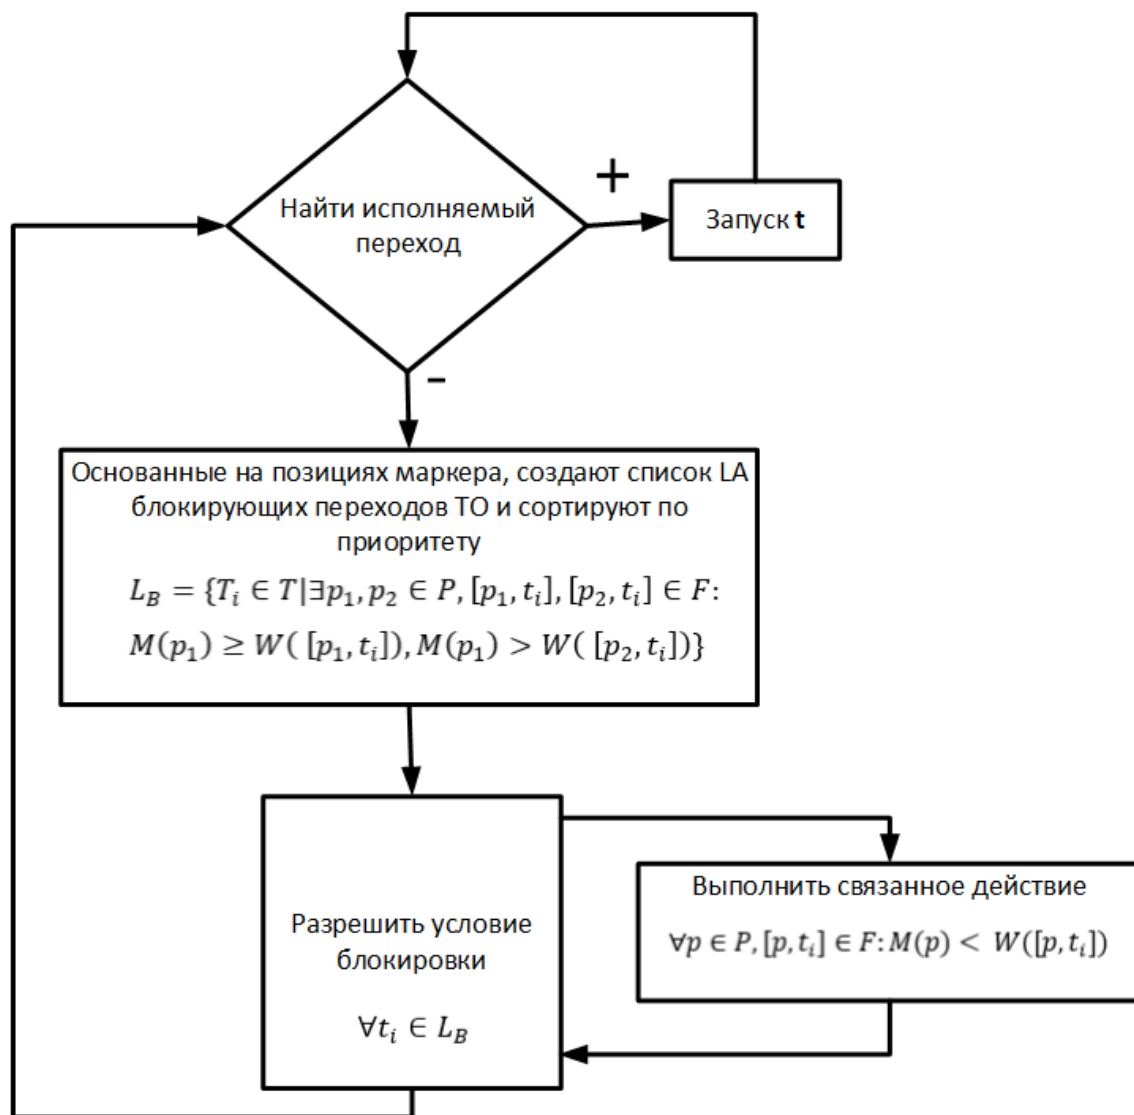 Найти исполняемый
переход
+
Запуск t
-
Основанные на позициях маркера, создают список LA
блокирующих переходов ТО и сортируют по
приоритету
L_B = {T_i ∈ T|∃p_1, p_2 ∈ P, [p_1, t_i], [p_2, t_i] ∈ F:
M(p_1) ≥ W( [p_1, t_i]), M(p_1) > W( [p_2, t_i])}
Разрешить условие
блокировки
∀t_i ∈ L_B
Выполнить связанное действие
∀p ∈ P, [p, t_i] ∈ F: M(p) < W([p, t_i])